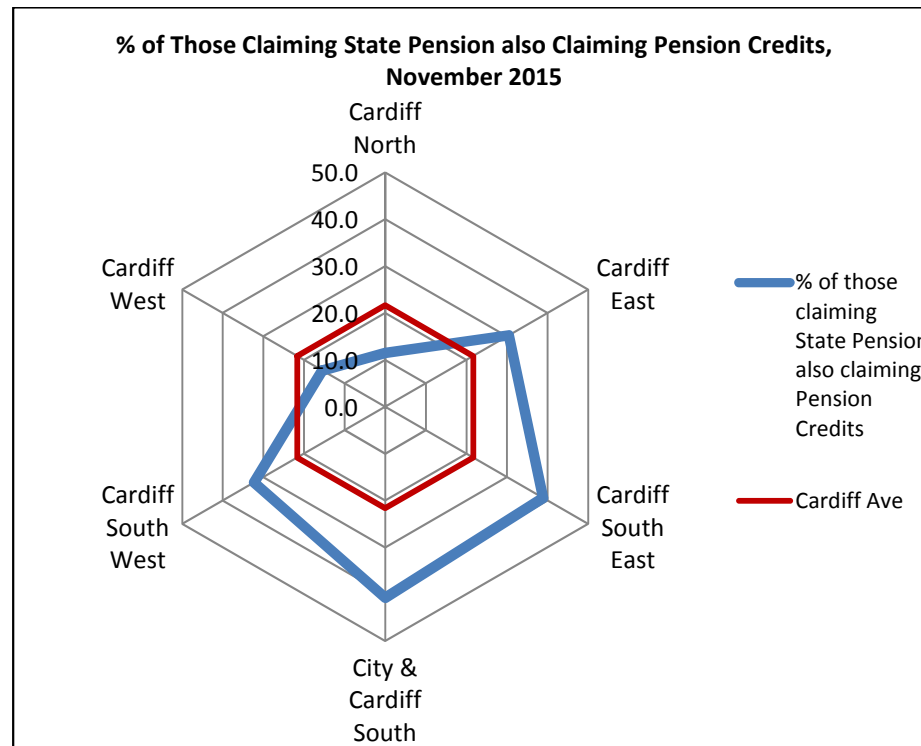 % of Those Claiming State Pension also Claiming Pension Credits,
November 2015
Cardiff
North
50.0
40.0
30.0
20.0
10.0
0.0
Cardiff
East
Cardiff
South
East
City &
Cardiff
South
Cardiff
South
West
Cardiff
West
% of those
claiming
State Pension
also claiming
Pension
Credits
Cardiff Ave